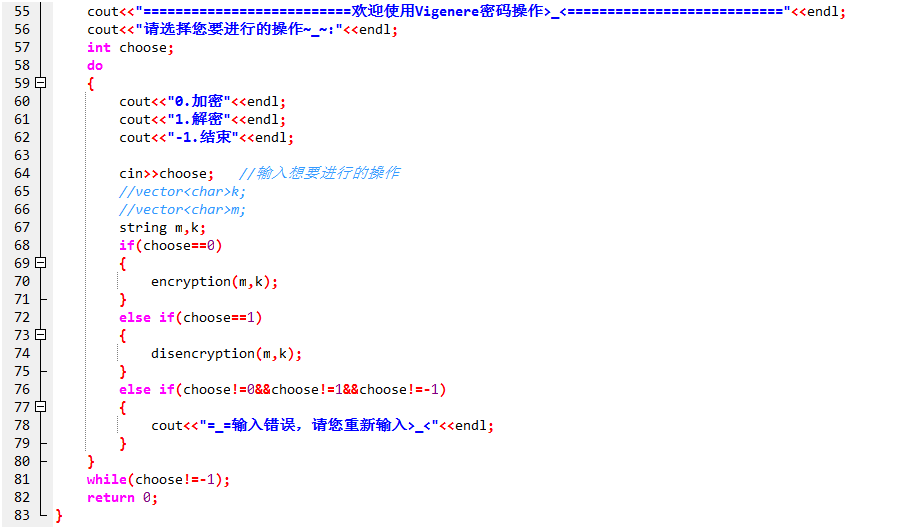 55 cout<<"==========================欢迎使用Vigenere密码操作>_<==========================="<<endl;
56 cout<<"请选择您要进行的操作~_~:"<<endl;
57 int choose;
58 do
59 {
60 cout<<"0.加密"<<endl;
61 cout<<"1.解密"<<endl;
62 cout<<"-1.结束"<<endl;
63
64 cin>>choose; //输入想要进行的操作
65 //vector<char>k;
66 //vector<char>m;
67 string m,k;
68 if(choose==0)
69 {
70 encryption(m,k);
71 }
72 else if(choose==1)
73 {
74 disencryption(m,k);
75 }
76 else if(choose!=0&&choose!=1&&choose!=-1)
77 {
78 cout<<"=_=输入错误，请您重新输入>_<"<<endl;
79 }
80 }
81 while(choose!=-1);
82 return 0;
83 }